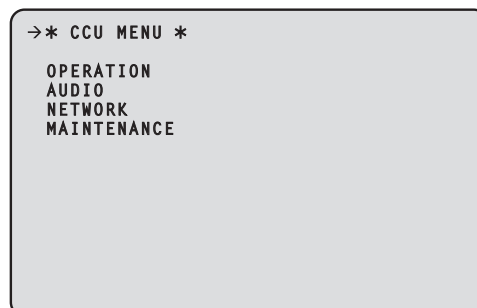 →* CCU MENU *
OPERATION
AUDIO
NETWORK
MAINTENANCE